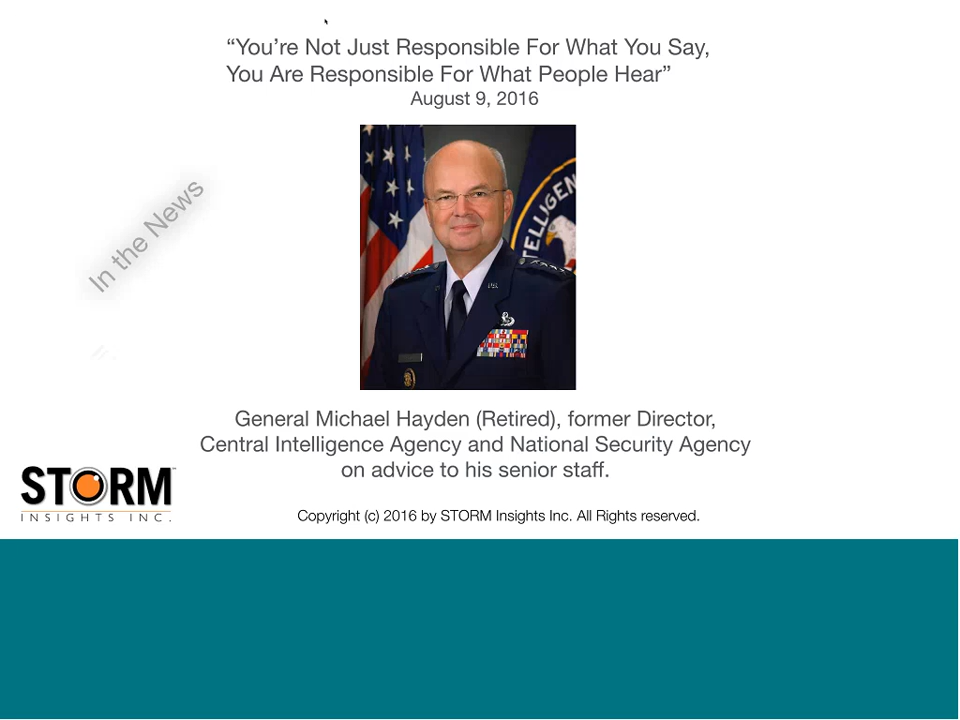 “You’re Not Just Responsible For What You Say,
You Are Responsible For What People Hear”
August 9, 2016
In the News
INTELLIGEN
General Michael Hayden (Retired), former Director,
Central Intelligence Agency and National Security Agency
on advice to his senior staff.
STORM™
INSIGHTS INC.
Copyright (c) 2016 by STORM Insights Inc. All Rights reserved.